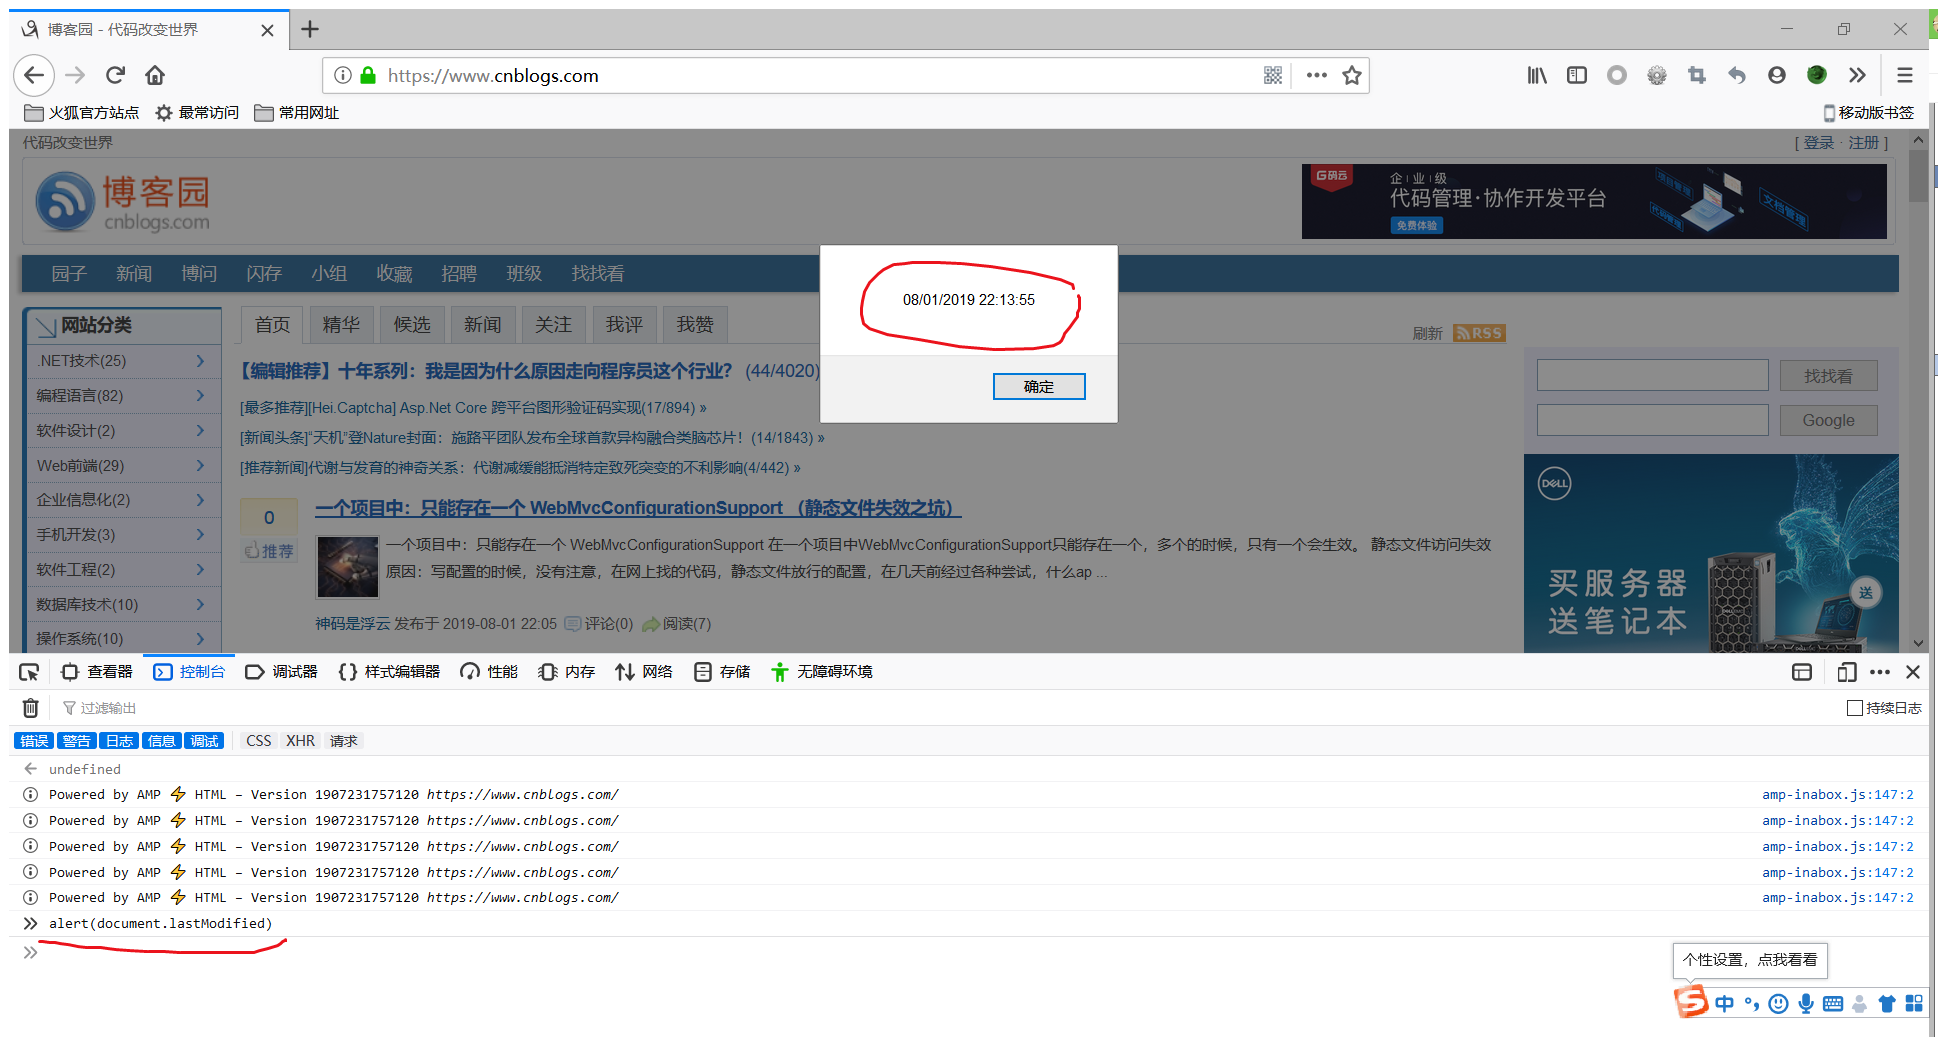 博客园 - 代码改变世界
https://www.cnblogs.com
火狐官方站点 最常访问 常用网址 移动版书签
代码改变世界 [ 登录 · 注册 ]
博客园
cnblogs.com
G码云
企业级
代码管理·协作开发平台
免费体验
项目管理
代码管理
文档管理
园子 新闻 博问 闪存 小组 收藏 招聘 班级 找找看
08/01/2019 22:13:55
确定
网站分类
.NET技术(25)
编程语言(82)
软件设计(2)
Web前端(29)
企业信息化(2)
手机开发(3)
软件工程(2)
数据库技术(10)
操作系统(10)
首页 精华 候选 新闻 关注 我评 我赞
刷新 RSS
【编辑推荐】十年系列：我是因为什么原因走向程序员这个行业？ (44/4020)
[最多推荐][Hei.Captcha] Asp.Net Core 跨平台图形验证码实现(17/894) »
[新闻头条]“天机”登Nature封面：施路平团队发布全球首款异构融合类脑芯片！(14/1843) »
[推荐新闻]代谢与发育的神奇关系：代谢减缓能抵消特定致死突变的不利影响(4/442) »
0
推荐
一个项目中：只能存在一个 WebMvcConfigurationSupport （静态文件失效之坑）
一个项目中：只能存在一个 WebMvcConfigurationSupport 在一个项目中WebMvcConfigurationSupport只能存在一个，多个的时候，只有一个会生效。 静态文件访问失效
原因：写配置的时候，没有注意，在网上找的代码，静态文件放行的配置，在几天前经过各种尝试，什么ap ...
神码是浮云 发布于 2019-08-01 22:05 评论(0) 阅读(7)
找找看
Google
DELL
买服务器
送笔记本
送
查看器 控制台 调试器 样式编辑器 性能 内存 网络 存储 无障碍环境
过滤输出 持续日志
错误 警告 日志 信息 调试 CSS XHR 请求
undefined
Powered by AMP ⚡ HTML – Version 1907231757120 https://www.cnblogs.com/ amp-inabox.js:147:2
Powered by AMP ⚡ HTML – Version 1907231757120 https://www.cnblogs.com/ amp-inabox.js:147:2
Powered by AMP ⚡ HTML – Version 1907231757120 https://www.cnblogs.com/ amp-inabox.js:147:2
Powered by AMP ⚡ HTML – Version 1907231757120 https://www.cnblogs.com/ amp-inabox.js:147:2
Powered by AMP ⚡ HTML – Version 1907231757120 https://www.cnblogs.com/ amp-inabox.js:147:2
alert(document.lastModified)
个性设置，点我看看
中